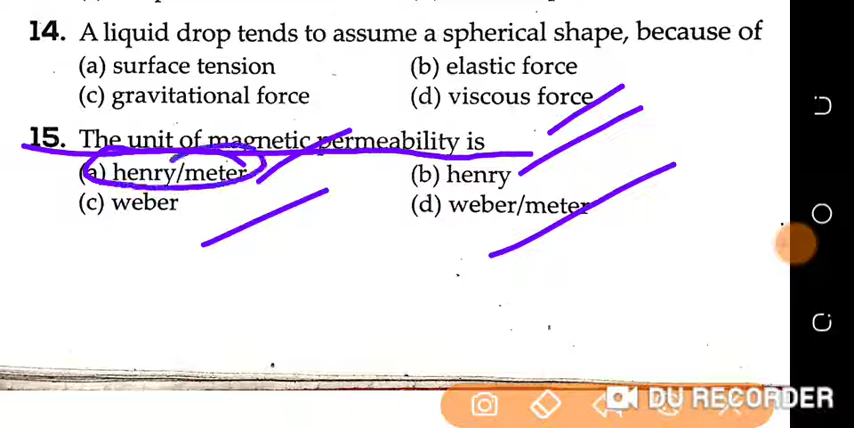 14. A liquid drop tends to assume a spherical shape, because of
(a) surface tension (b) elastic force
(c) gravitational force (d) viscous force
15. The unit of magnetic permeability is
(a) henry/meter (b) henry
(c) weber (d) weber/meter
DU RECORDER